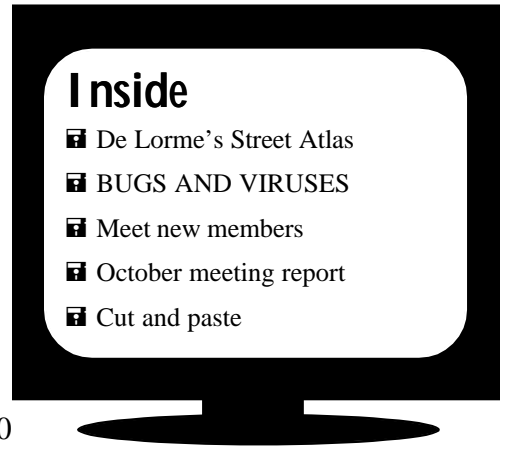 Inside
De Lorme's Street Atlas
BUGS AND VIRUSES
Meet new members
October meeting report
Cut and paste
0